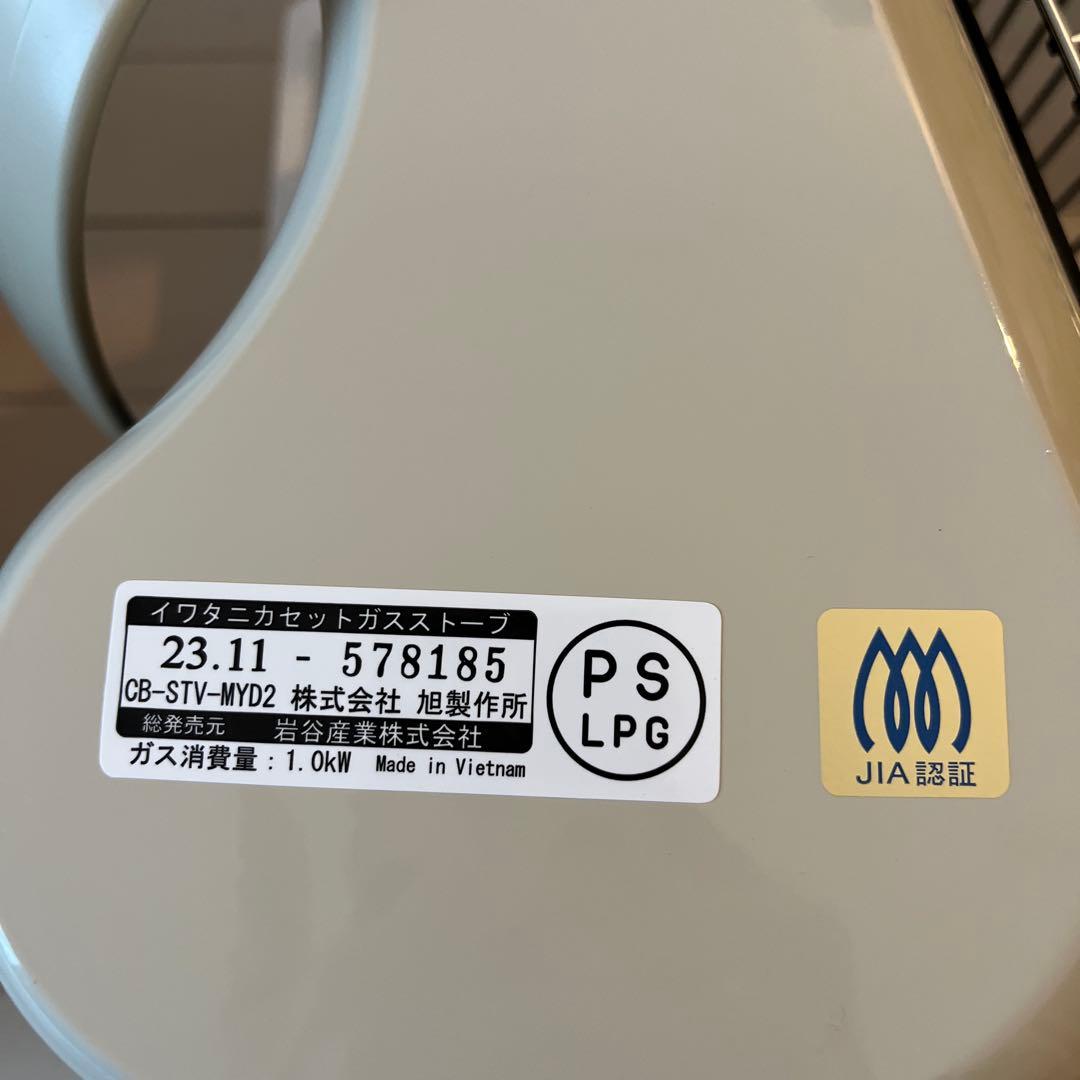 イワタニカセットガスストーブ
23.11 - 578185
CB-STV-MYD2 株式会社 旭製作所
総発売元 岩谷産業株式会社
ガス消費量：1.0kW Made in Vietnam
PS
LPG
JIA認証